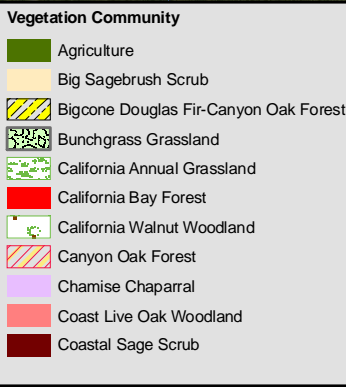 Vegetation Community
Agriculture
Big Sagebrush Scrub
Bigcone Douglas Fir-Canyon Oak Forest
Bunchgrass Grassland
California Annual Grassland
California Bay Forest
California Walnut Woodland
Canyon Oak Forest
Chamise Chaparral
Coast Live Oak Woodland
Coastal Sage Scrub